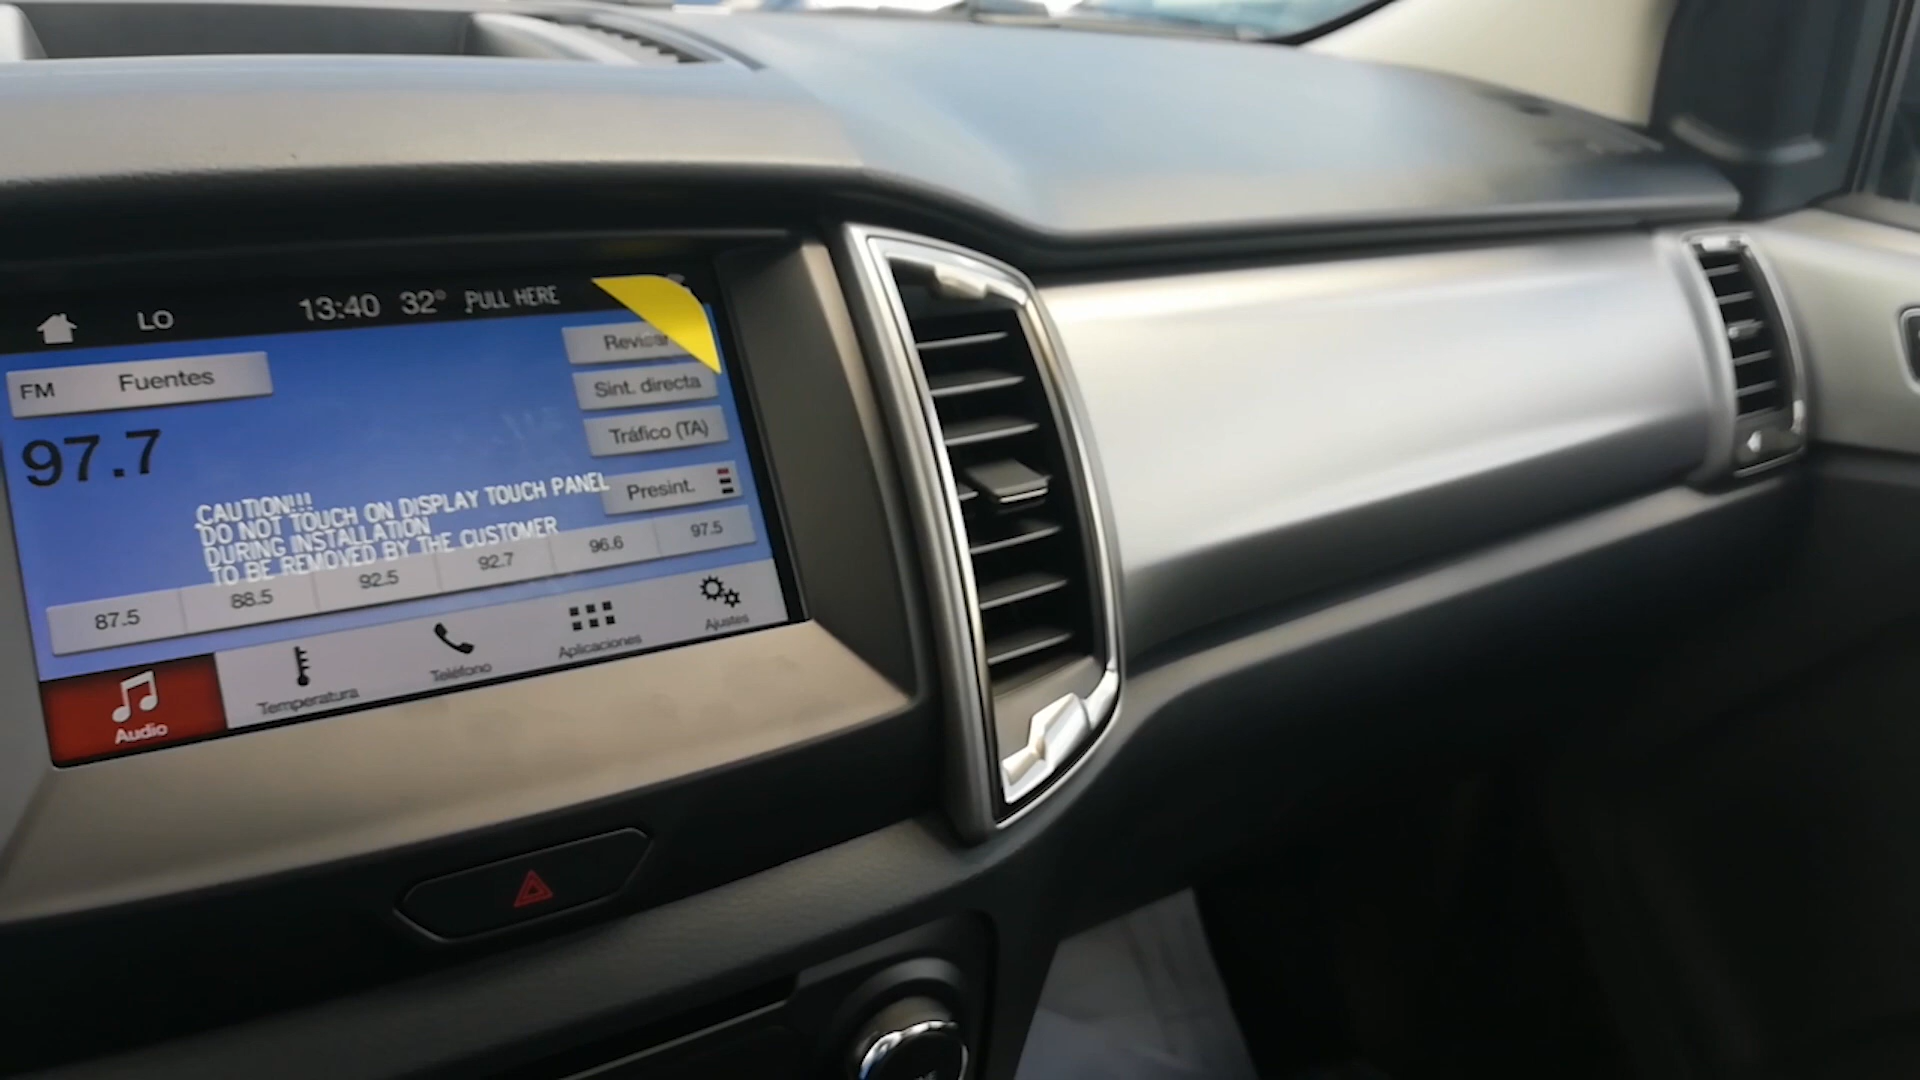 LO 13:40 32° PULL HERE
FM Fuentes
Revisar
97.7
Sint. directa
Tráfico (TA)
Presint.
CAUTION!!!
DO NOT TOUCH ON DISPLAY TOUCH PANEL
DURING INSTALLATION
TO BE REMOVED BY THE CUSTOMER
87.5 88.5 92.5 92.7 96.6 97.5
Audio Temperatura Teléfono Aplicaciones Ajustes